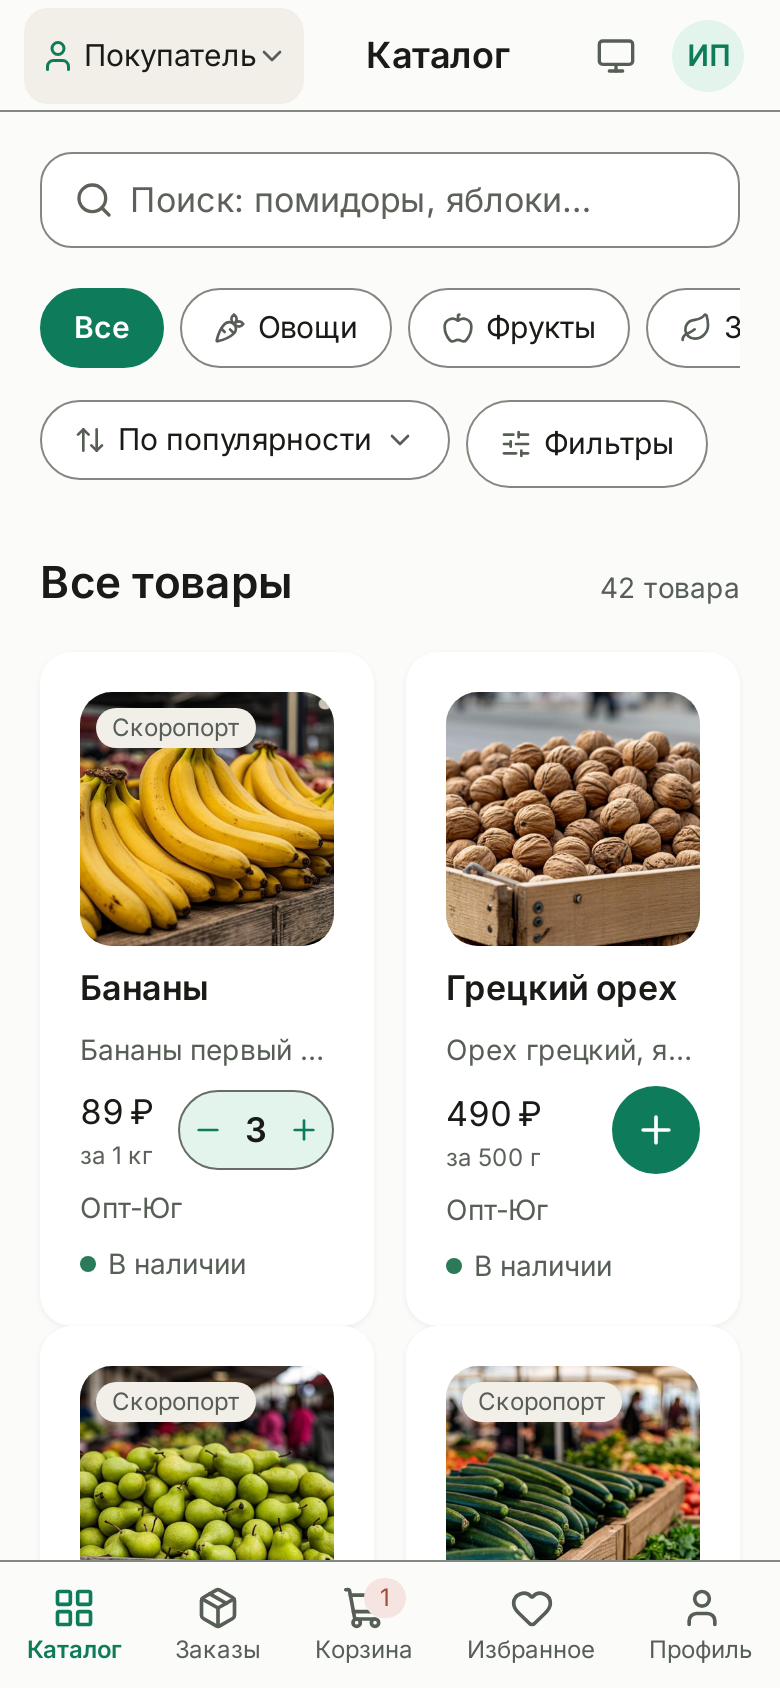 Покупатель
Каталог
ИП
Поиск: помидоры, яблоки...
Все
Овощи
Фрукты
З
По популярности
Фильтры
Все товары
42 товара
Скоропорт
Бананы
Бананы первый ...
89 ₽
за 1 кг
3
Опт-Юг
В наличии
Грецкий орех
Орех грецкий, я...
490 ₽
за 500 г
Опт-Юг
В наличии
Скоропорт
Скоропорт
Каталог
Заказы
1
Корзина
Избранное
Профиль